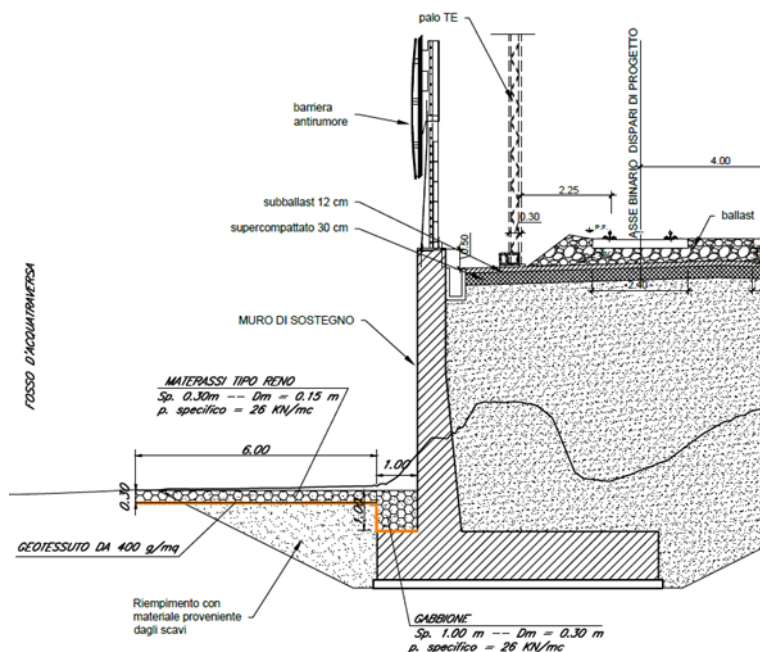 palo TE
barriera
antirumore
ASSE BINARIO DISPARI DI PROGETTO
4.00
2.25
subballast 12 cm
0.30
P.F.
ballast
supercompattato 30 cm
0.50
2.40
FOSSO D'ACQUATRAVERSA
MURO DI SOSTEGNO
MATERASSI TIPO RENO
Sp. 0.30m -- Dm = 0.15 m
p. specifico = 26 KN/mc
6.00
1.00
0.30
1.00
GEOTESSUTO DA 400 g/mq
Riempimento con
materiale proveniente
dagli scavi
GABBIONE
Sp. 1.00 m -- Dm = 0.30 m
p. specifico = 26 KN/mc